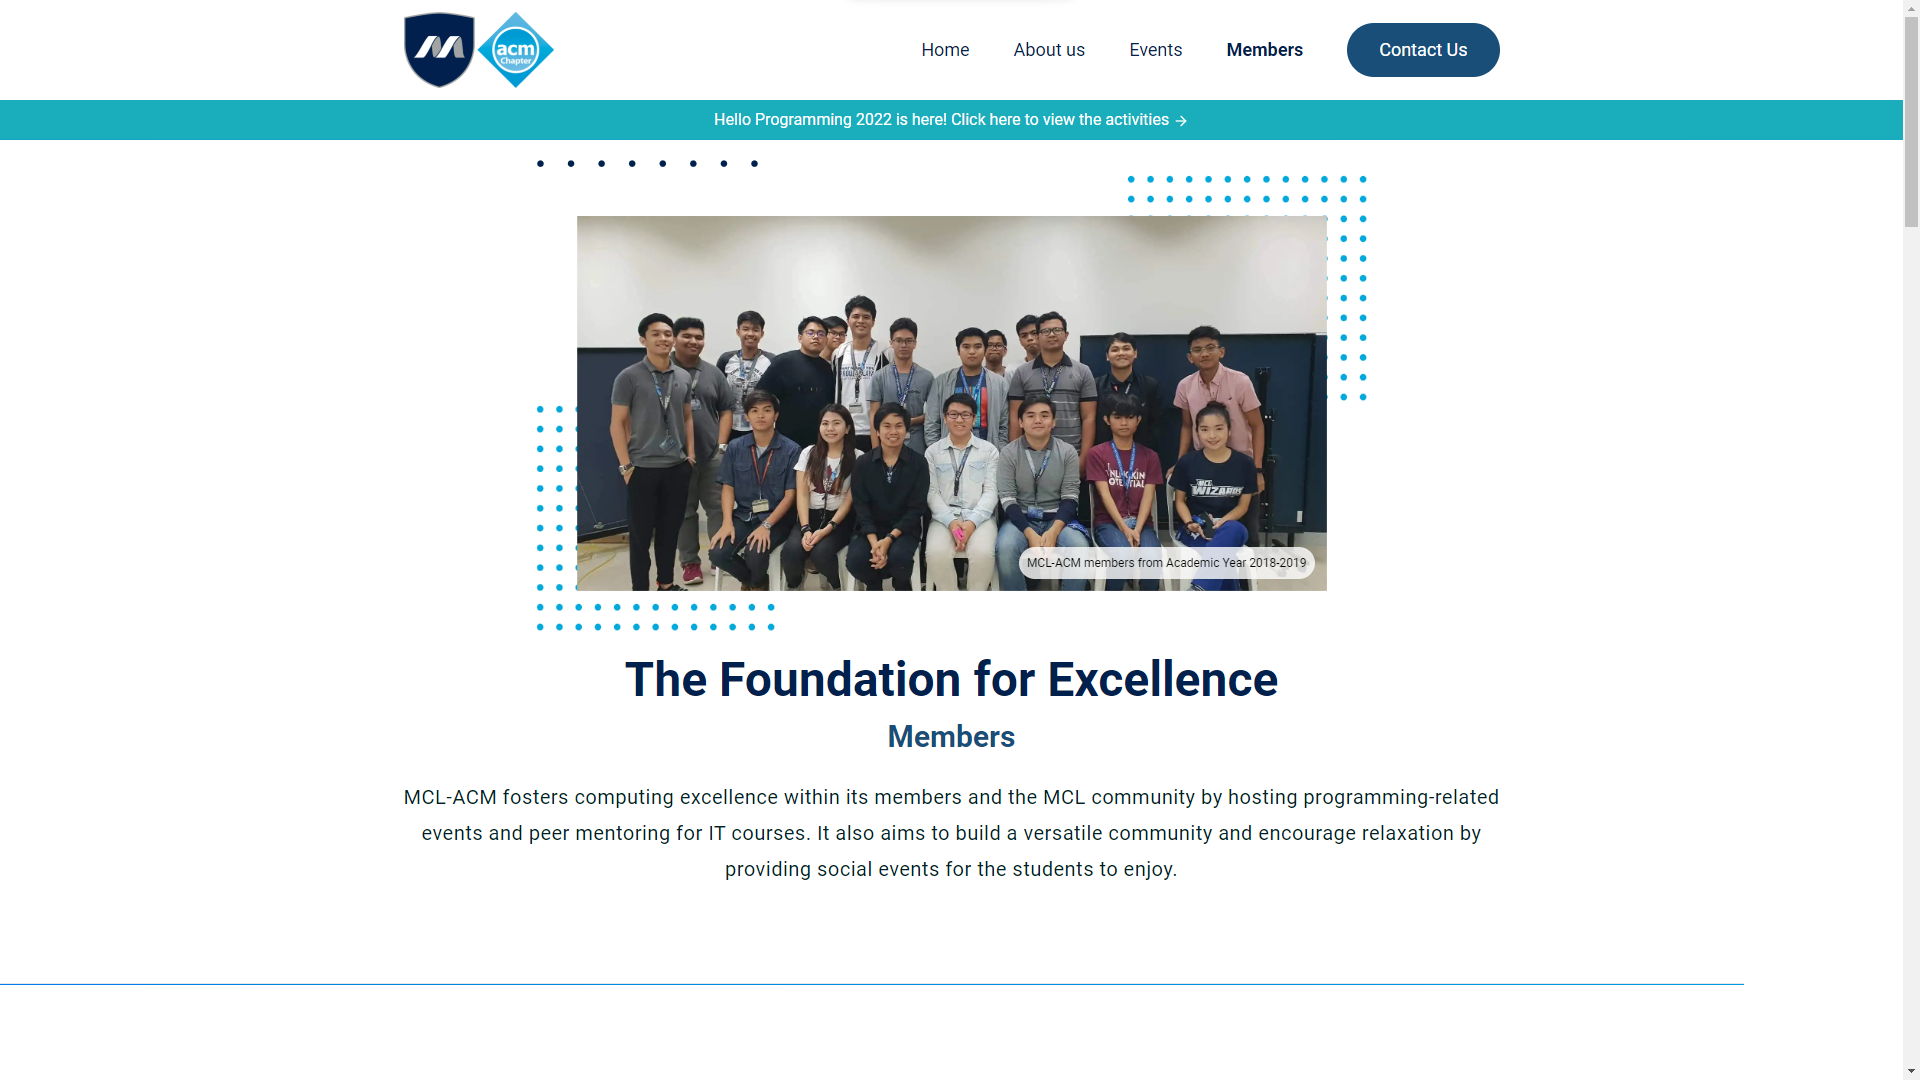 acm
Chapter
Home
About us
Events
Members
Contact Us
Hello Programming 2022 is here! Click here to view the activities →
MCL
WIZARDS
MCL-ACM members from Academic Year 2018-2019
The Foundation for Excellence
Members
MCL-ACM fosters computing excellence within its members and the MCL community by hosting programming-related
events and peer mentoring for IT courses. It also aims to build a versatile community and encourage relaxation by
providing social events for the students to enjoy.